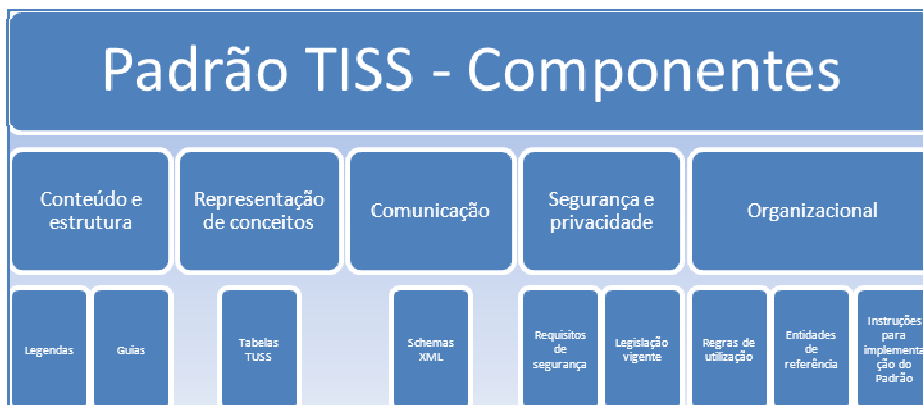 Padrão TISS - Componentes
Conteúdo e
estrutura
Representação
de conceitos
Comunicação
Segurança e
privacidade
Organizacional
Legendas
Guias
Tabelas
TUSS
Schemas
XML
Requisitos
de
segurança
Legislação
vigente
Regras de
utilização
Entidades
de
referência
Instruções
para
implementa
ção do
Padrão